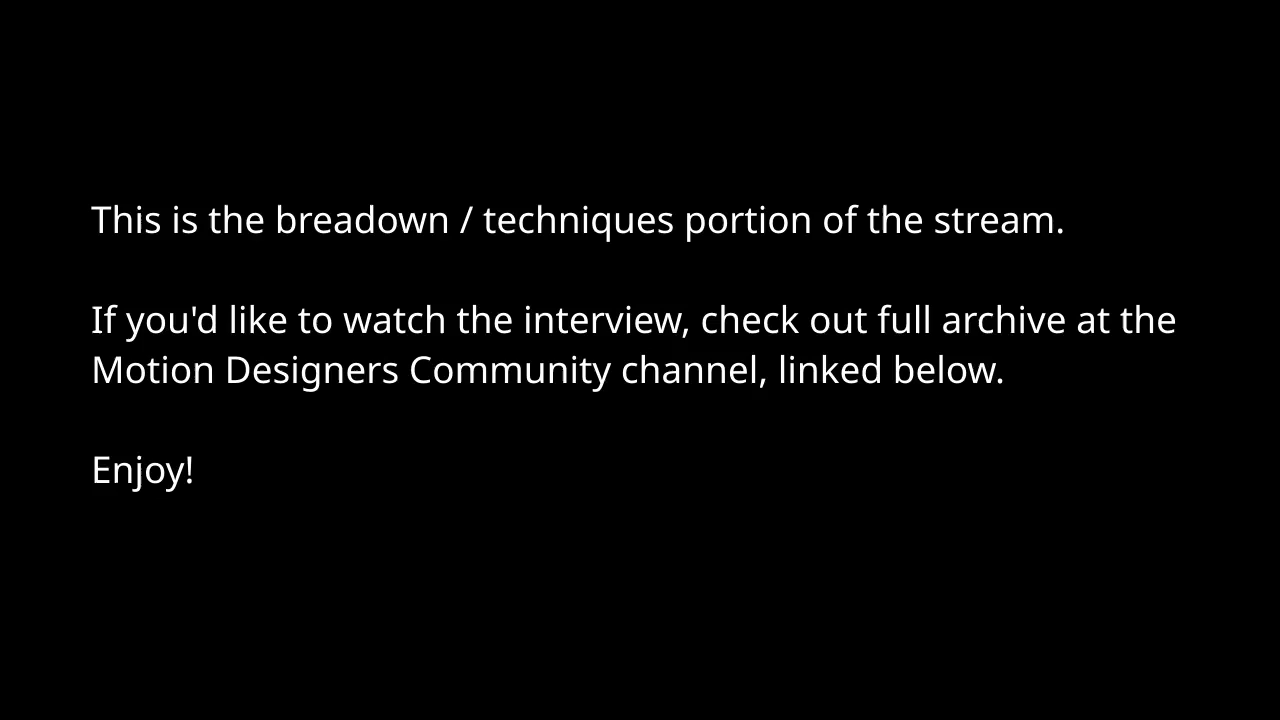 This is the breadown / techniques portion of the stream.
If you'd like to watch the interview, check out full archive at the
Motion Designers Community channel, linked below.
Enjoy!